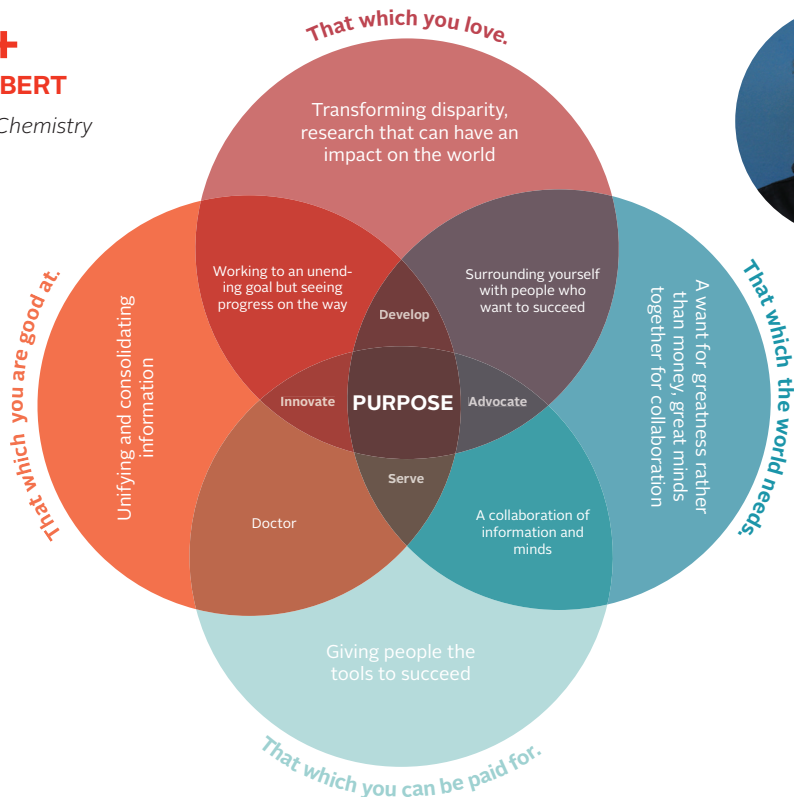 That which you love.
+
BERT
Chemistry
Transforming disparity,
research that can have an
impact on the world
That which you are good at.
Unifying and consolidating
information
Working to an unend-
ing goal but seeing
progress on the way
Surrounding yourself
with people who
want to succeed
That which the world needs.
A want for greatness rather
than money, great minds
together for collaboration
Develop
Innovate
PURPOSE
Advocate
Serve
Doctor
A collaboration of
information and
minds
Giving people the
tools to succeed
That which you can be paid for.